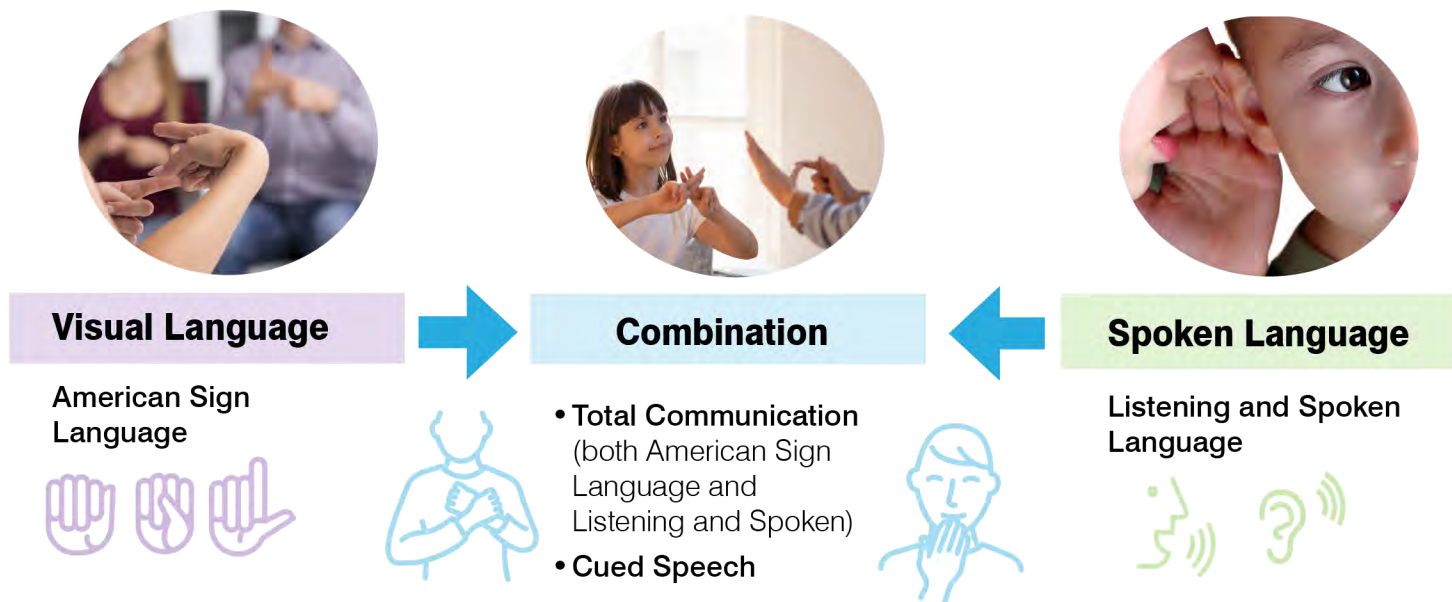 Visual Language
American Sign
Language
Combination
• Total Communication
(both American Sign
Language and
Listening and Spoken)
• Cued Speech
Spoken Language
Listening and Spoken
Language